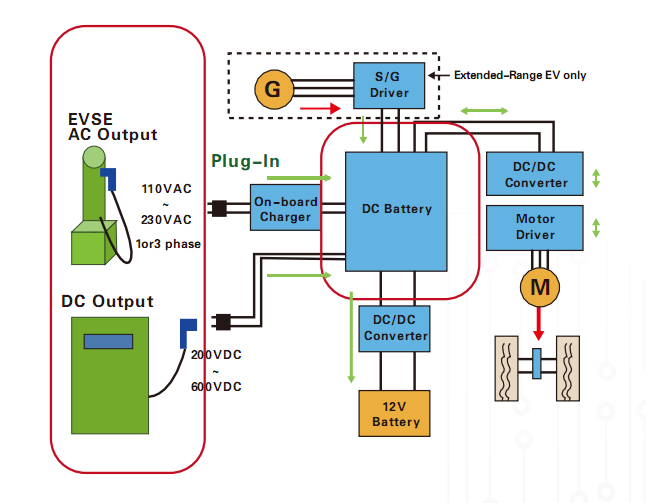 EVSE
AC Output
110VAC
~
230VAC
1or3 phase
DC Output
200VDC
~
600VDC
Plug-In
G
S/G
Driver
Extended-Range EV only
On-board
Charger
DC Battery
DC/DC
Converter
Motor
Driver
M
DC/DC
Converter
12V
Battery